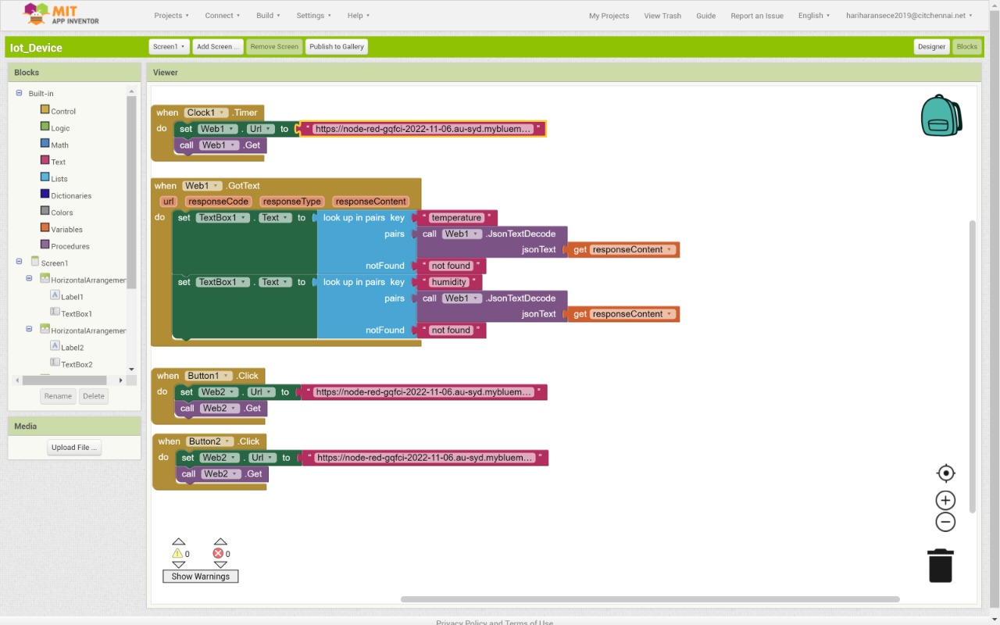 MIT
APP INVENTOR
Projects Connect Build Settings Help My Projects View Trash Guide Report an Issue English hariharansece2019@citchennai.net
Iot_Device Screen1 Add Screen ... Remove Screen Publish to Gallery Designer Blocks
Blocks
Built-in
Control
Logic
Math
Text
Lists
Dictionaries
Colors
Variables
Procedures
Screen1
HorizontalArrangemer
Label1
TextBox1
HorizontalArrangemer
Label2
TextBox2
Rename Delete
Media
Upload File ...
Viewer
when Clock1 .Timer
do set Web1 . Url to “ https://node-red-gqfci-2022-11-06.au-syd.mybluem… ”
call Web1 .Get
when Web1 .GotText
url responseCode responseType responseContent
do set TextBox1 . Text to look up in pairs key “ temperature ”
pairs call Web1 .JsonTextDecode
jsonText get responseContent
notFound “ not found ”
set TextBox1 . Text to look up in pairs key “ humidity ”
pairs call Web1 .JsonTextDecode
jsonText get responseContent
notFound “ not found ”
when Button1 .Click
do set Web2 . Url to “ https://node-red-gqfci-2022-11-06.au-syd.mybluem… ”
call Web2 .Get
when Button2 .Click
do set Web2 . Url to “ https://node-red-gqfci-2022-11-06.au-syd.mybluem… ”
call Web2 .Get
0 0
Show Warnings
Privacy Policy and Terms of Use